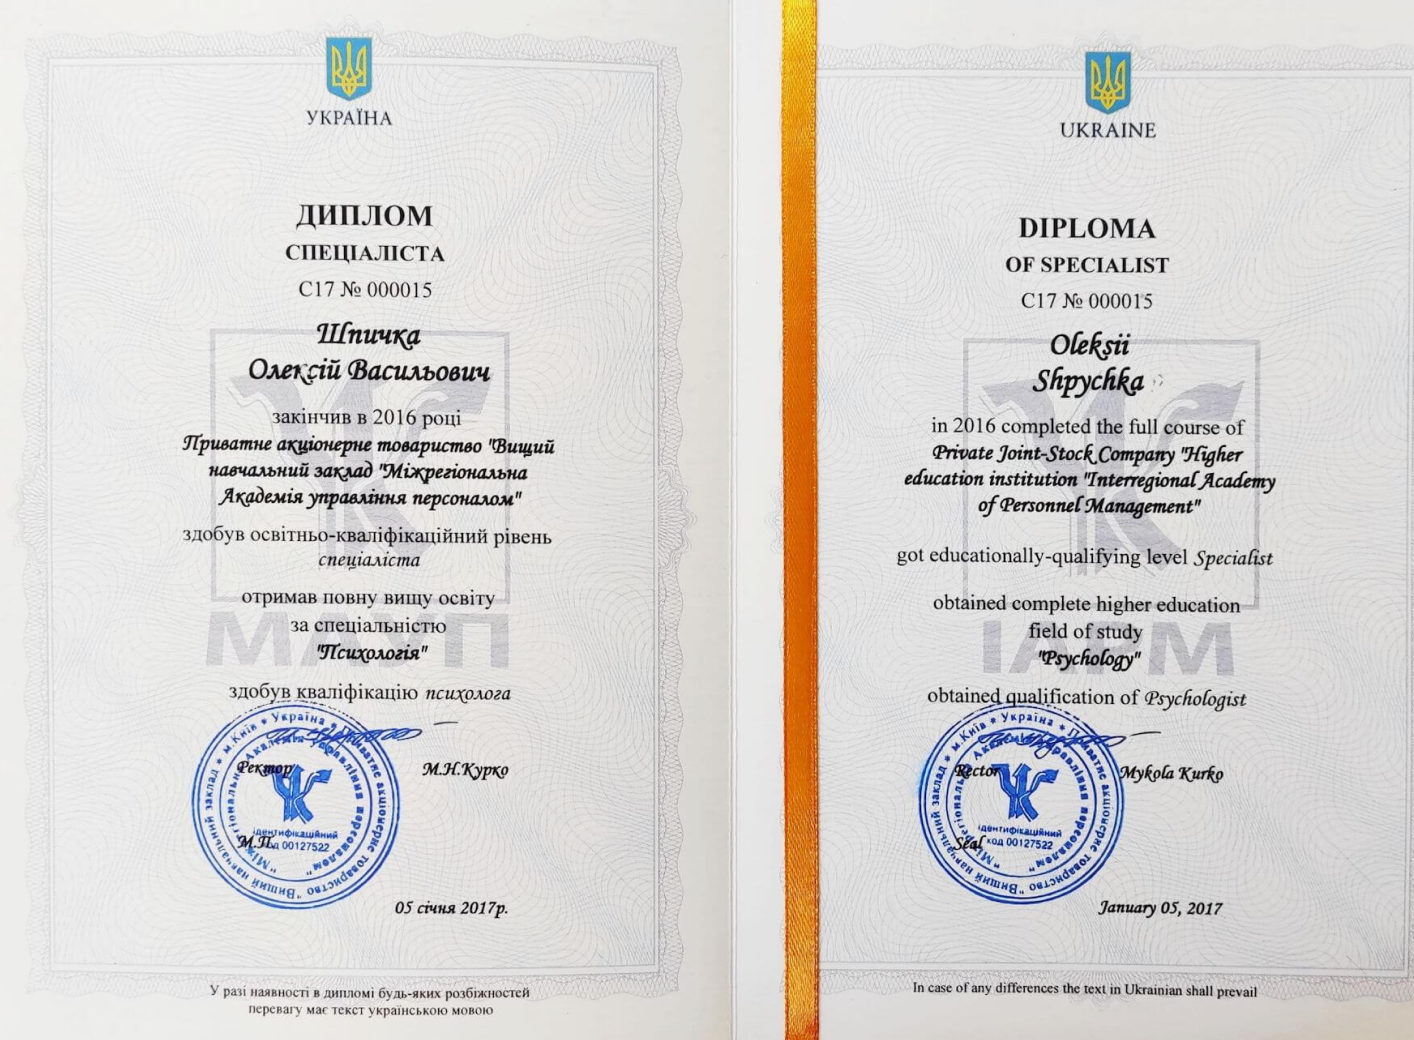 УКРАЇНА
ДИПЛОМ
СПЕЦІАЛІСТА
С17 № 000015
Шпичка
Олексій Васильович
закінчив в 2016 році
Приватне акціонерне товариство "Вищий
навчальний заклад "Міжрегіональна
Академія управління персоналом"
здобув освітньо-кваліфікаційний рівень
спеціаліста
отримав повну вищу освіту
за спеціальністю
"Психологія"
здобув кваліфікацію психолога
МАУП
Ректор
М.Н.Курко
М.П.
* Україна *
м.Київ
Приватне акціонерне товариство "Вищий навчальний заклад
"Міжрегіональна Академія управління персоналом"
ідентифікаційний
код 00127522
05 січня 2017р.
У разі наявності в дипломі будь-яких розбіжностей
перевагу має текст українською мовою
UKRAINE
DIPLOMA
OF SPECIALIST
С17 № 000015
Oleksii
Shpychka
in 2016 completed the full course of
Private Joint-Stock Company "Higher
education institution "Interregional Academy
of Personnel Management"
got educationally-qualifying level Specialist
obtained complete higher education
field of study
"Psychology"
obtained qualification of Psychologist
IAPM
Rector
Mykola Kurko
Seal
* Україна *
м.Київ
Приватне акціонерне товариство "Вищий навчальний заклад
"Міжрегіональна Академія управління персоналом"
ідентифікаційний
код 00127522
January 05, 2017
In case of any differences the text in Ukrainian shall prevail